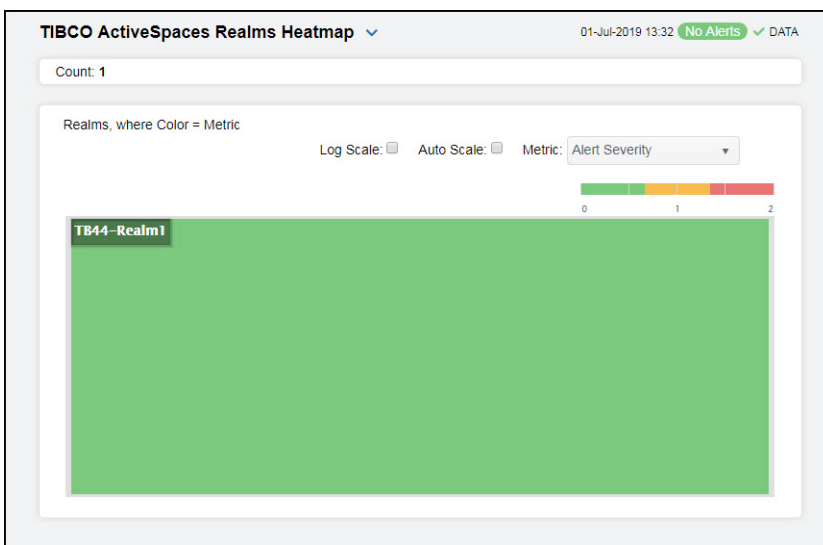 TIBCO ActiveSpaces Realms Heatmap 01-Jul-2019 13:32 No Alerts DATA
Count: 1
Realms, where Color = Metric
Log Scale: Auto Scale: Metric: Alert Severity
0 1 2
TB44-Realm1